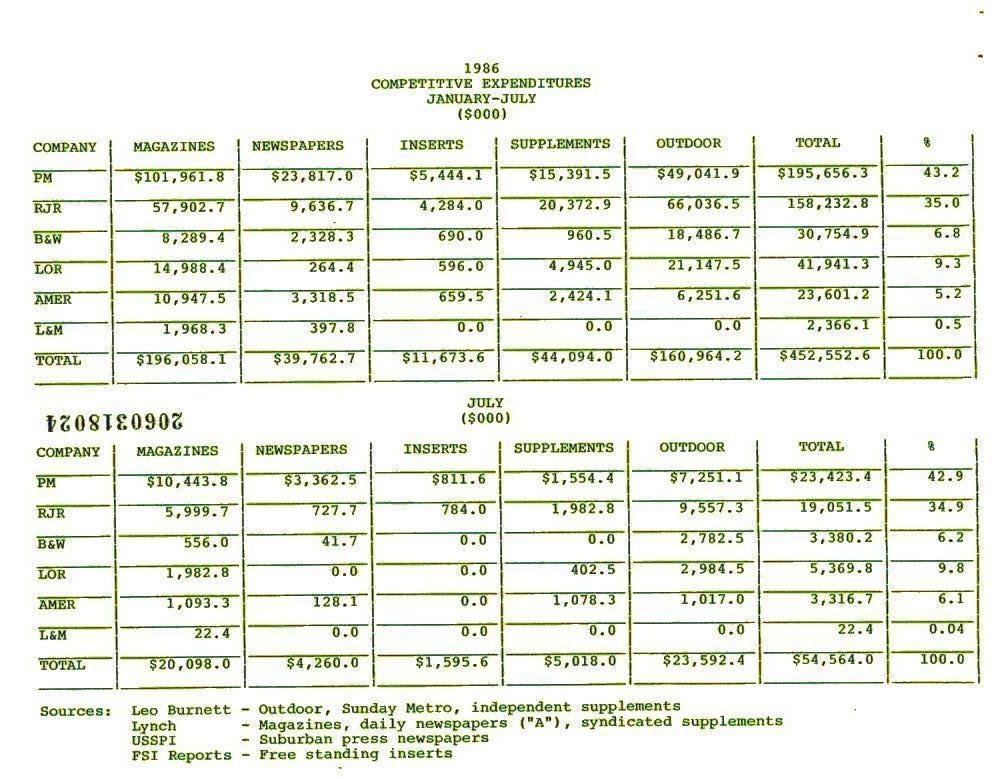 1986
COMPETITIVE EXPENDITURES
JANUARY-JULY
($000)
COMPANY MAGAZINES NEWSPAPERS INSERTS SUPPLEMENTS OUTDOOR TOTAL %
PM $101,961.8 $23,817.0 $5,444.1 $15,391.5 $49,041.9 $195,656.3 43.2
RJR 57,902.7 9,636.7 4,284.0 20,372.9 66,036.5 158,232.8 35.0
B&W 8,289.4 2,328.3 690.0 960.5 18,486.7 30,754.9 6.8
LOR 14,988.4 264.4 596.0 4,945.0 21,147.5 41,941.3 9.3
AMER 10,947.5 3,318.5 659.5 2,424.1 6,251.6 23,601.2 5.2
L&M 1,968.3 397.8 0.0 0.0 0.0 2,366.1 0.5
TOTAL $196,058.1 $39,762.7 $11,673.6 $44,094.0 $160,964.2 $452,552.6 100.0
2060318024
JULY
($000)
COMPANY MAGAZINES NEWSPAPERS INSERTS SUPPLEMENTS OUTDOOR TOTAL %
PM $10,443.8 $3,362.5 $811.6 $1,554.4 $7,251.1 $23,423.4 42.9
RJR 5,999.7 727.7 784.0 1,982.8 9,557.3 19,051.5 34.9
B&W 556.0 41.7 0.0 0.0 2,782.5 3,380.2 6.2
LOR 1,982.8 0.0 0.0 402.5 2,984.5 5,369.8 9.8
AMER 1,093.3 128.1 0.0 1,078.3 1,017.0 3,316.7 6.1
L&M 22.4 0.0 0.0 0.0 0.0 22.4 0.04
TOTAL $20,098.0 $4,260.0 $1,595.6 $5,018.0 $23,592.4 $54,564.0 100.0
Sources: Leo Burnett - Outdoor, Sunday Metro, independent supplements
Lynch - Magazines, daily newspapers ("A"), syndicated supplements
USSPI - Suburban press newspapers
FSI Reports - Free standing inserts